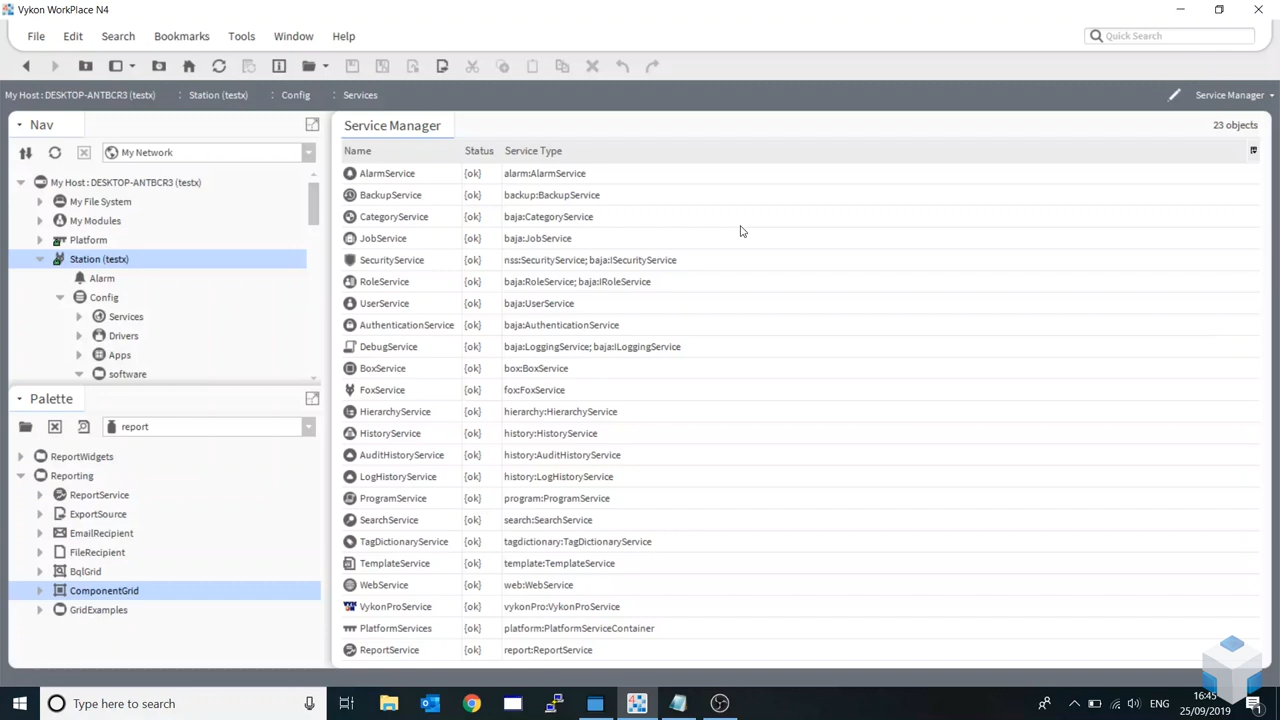 Vykon WorkPlace N4
File Edit Search Bookmarks Tools Window Help
Quick Search
My Host : DESKTOP-ANTBCR3 (testx) : Station (testx) : Config : Services
Service Manager
Nav
My Network
My Host : DESKTOP-ANTBCR3 (testx)
My File System
My Modules
Platform
Station (testx)
Alarm
Config
Services
Drivers
Apps
software
Palette
report
ReportWidgets
Reporting
ReportService
ExportSource
EmailRecipient
FileRecipient
BqlGrid
ComponentGrid
GridExamples
Service Manager
23 objects
Name Status Service Type
AlarmService {ok} alarm:AlarmService
BackupService {ok} backup:BackupService
CategoryService {ok} baja:CategoryService
JobService {ok} baja:JobService
SecurityService {ok} nss:SecurityService; baja:ISecurityService
RoleService {ok} baja:RoleService; baja:IRoleService
UserService {ok} baja:UserService
AuthenticationService {ok} baja:AuthenticationService
DebugService {ok} baja:LoggingService; baja:ILoggingService
BoxService {ok} box:BoxService
FoxService {ok} fox:FoxService
HierarchyService {ok} hierarchy:HierarchyService
HistoryService {ok} history:HistoryService
AuditHistoryService {ok} history:AuditHistoryService
LogHistoryService {ok} history:LogHistoryService
ProgramService {ok} program:ProgramService
SearchService {ok} search:SearchService
TagDictionaryService {ok} tagdictionary:TagDictionaryService
TemplateService {ok} template:TemplateService
WebService {ok} web:WebService
VykonProService {ok} vykonPro:VykonProService
PlatformServices {ok} platform:PlatformServiceContainer
ReportService {ok} report:ReportService
Type here to search
ENG
16:45
25/09/2019